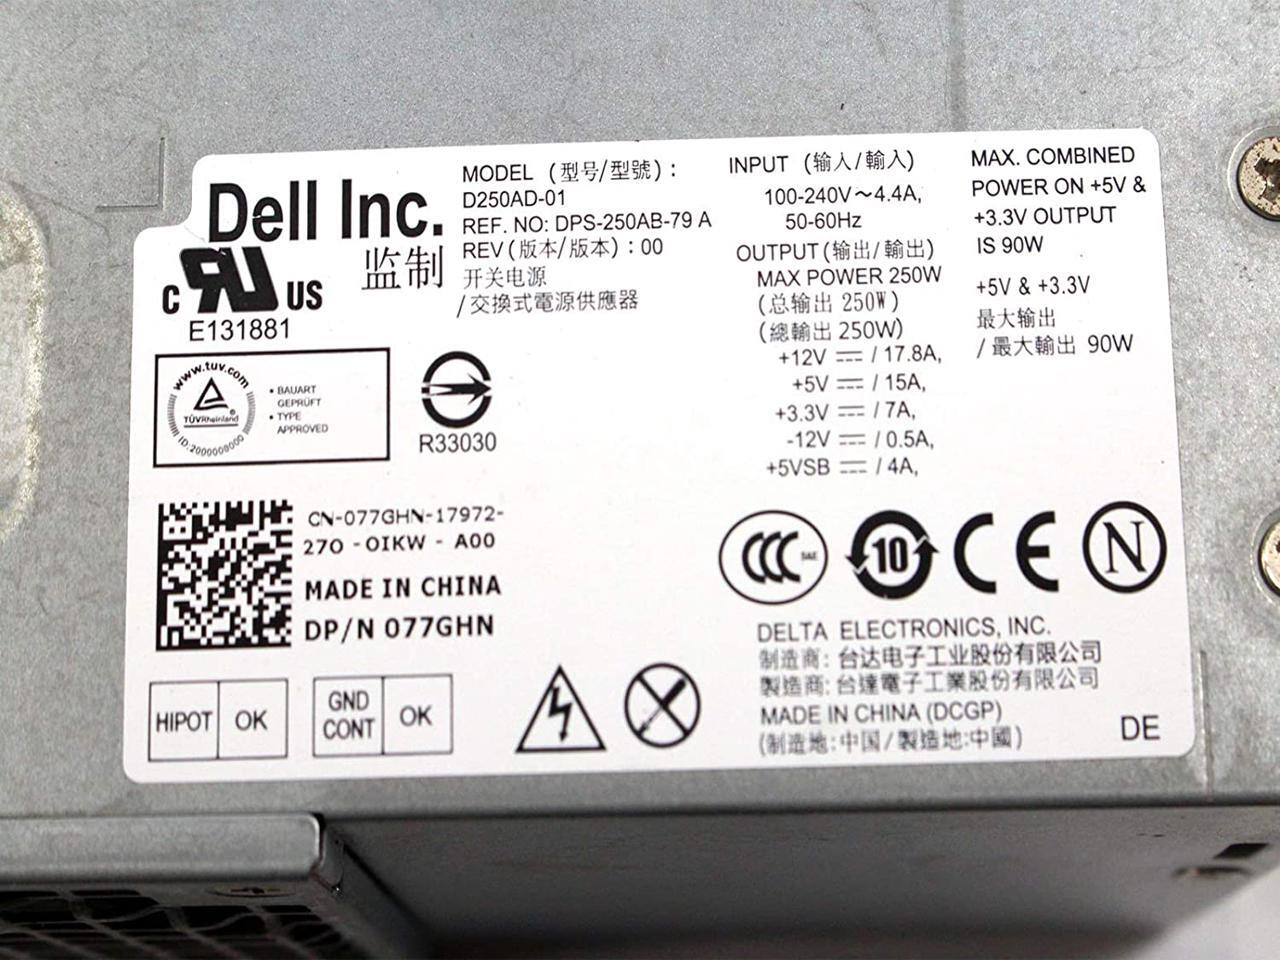 Dell Inc.
监制
C UR US
E131881
MODEL (型号/型號):
D250AD-01
REF. NO: DPS-250AB-79 A
REV (版本/版本) : 00
开关电源
/交換式電源供應器
INPUT (输入/輸入)
100-240V~4.4A,
50-60Hz
OUTPUT (输出/輸出)
MAX POWER 250W
(总输出 250W)
(總輸出 250W)
+12V ⎓ / 17.8A,
+5V ⎓ / 15A,
+3.3V ⎓ / 7A,
-12V ⎓ / 0.5A,
+5VSB ⎓ / 4A,
MAX. COMBINED
POWER ON +5V &
+3.3V OUTPUT
IS 90W
+5V & +3.3V
最大输出
/ 最大輸出 90W
www.tuv.com
TÜVRheinland
ID:2000008000
• BAUART
GEPRÜFT
• TYPE
APPROVED
R33030
CN-077GHN-17972-
270 -OIKW - A00
MADE IN CHINA
DP/N 077GHN
HIPOT OK
GND
CONT OK
CCC S&E
10
CE
N
DELTA ELECTRONICS, INC.
制造商: 台达电子工业股份有限公司
製造商: 台達電子工業股份有限公司
MADE IN CHINA (DCGP)
(制造地:中国/製造地:中國)
DE